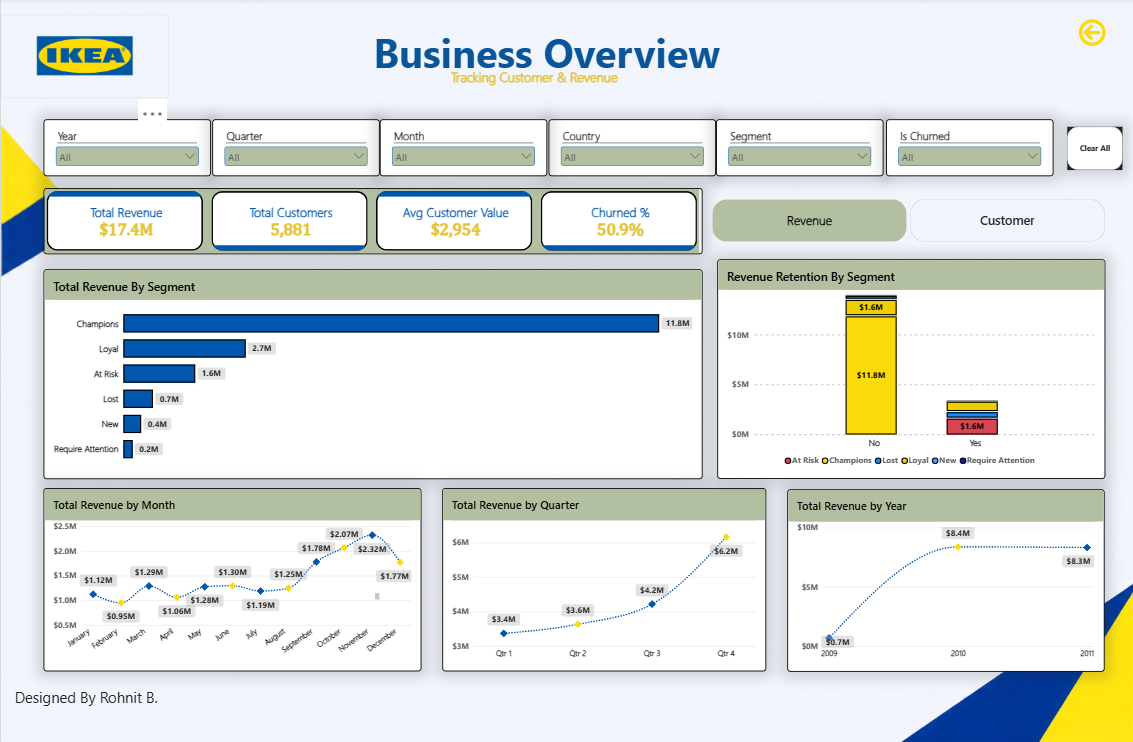 IKEA
Business Overview
Tracking Customer & Revenue
Year
All
Quarter
All
Month
All
Country
All
Segment
All
Is Churned
All
Clear All
Total Revenue
$17.4M
Total Customers
5,881
Avg Customer Value
$2,954
Churned %
50.9%
Revenue
Customer
Total Revenue By Segment
Champions 11.8M
Loyal 2.7M
At Risk 1.6M
Lost 0.7M
New 0.4M
Require Attention 0.2M
Revenue Retention By Segment
$10M
$5M
$0M
$1.6M
$11.8M
$1.6M
No
Yes
At Risk Champions Lost Loyal New Require Attention
Total Revenue by Month
$2.5M
$2.0M
$1.5M
$1.0M
$0.5M
$1.12M
$0.95M
$1.29M
$1.06M
$1.28M
$1.30M
$1.19M
$1.25M
$1.78M
$2.07M
$2.32M
$1.77M
January
February
March
April
May
June
July
August
September
October
November
December
Total Revenue by Quarter
$6M
$5M
$4M
$3M
$3.4M
$3.6M
$4.2M
$6.2M
Qtr 1
Qtr 2
Qtr 3
Qtr 4
Total Revenue by Year
$10M
$5M
$0M
$0.7M
$8.4M
$8.3M
2009
2010
2011
Designed By Rohnit B.